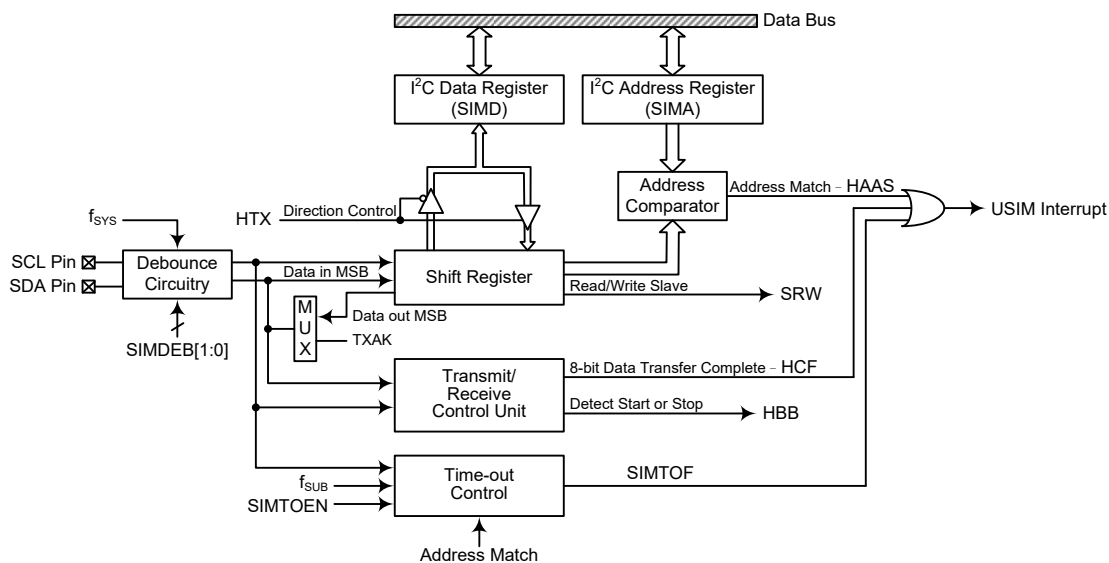 Data Bus
I²C Data Register
(SIMD)
I²C Address Register
(SIMA)
Address
Comparator
Address Match - HAAS
USIM Interrupt
HTX
Direction Control
fSYS
SCL Pin
SDA Pin
Debounce
Circuitry
SIMDEB[1:0]
Data in MSB
Shift Register
Read/Write Slave
SRW
M
U
X
Data out MSB
TXAK
Transmit/
Receive
Control Unit
8-bit Data Transfer Complete - HCF
Detect Start or Stop
HBB
fSUB
SIMTOEN
Time-out
Control
SIMTOF
Address Match